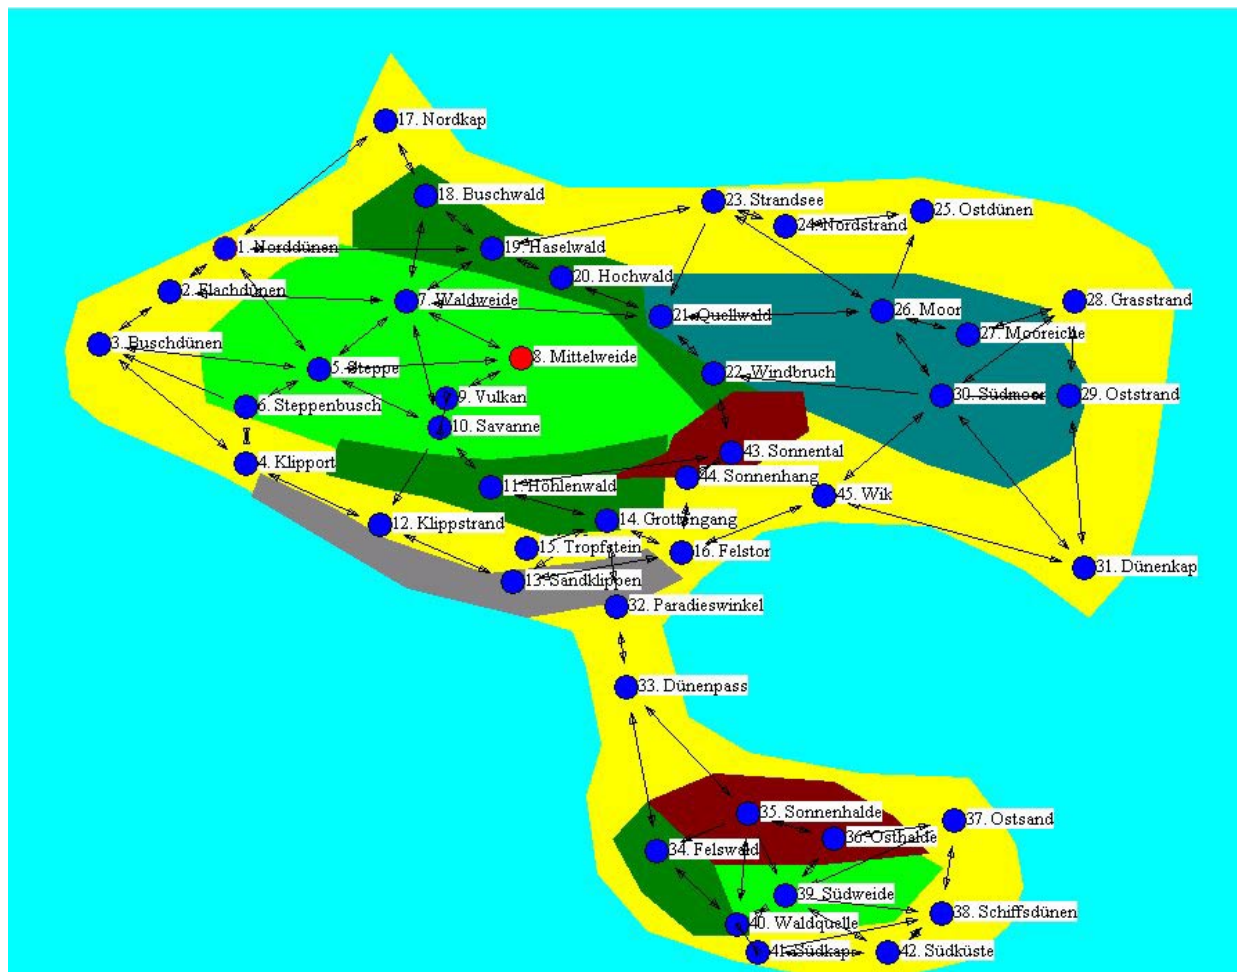 17. Nordkap
18. Buschwald
23. Strandsee
25. Ostdünen
24. Nordstrand
1. Norddünen
19. Haselwald
20. Hochwald
2. Flachdünen
7. Waldweide
28. Grasstrand
26. Moor
21. Quellwald
27. Mooreiche
3. Buschdünen
8. Mittelweide
5. Steppe
22. Windbruch
9. Vulkan
30. Südmoor
29. Oststrand
6. Steppenbusch
10. Savanne
43. Sonnental
4. Klipport
44. Sonnenhang
11. Höhlenwald
45. Wik
14. Grottengang
12. Klippstrand
15. Tropfstein
16. Felstor
31. Dünenkap
13. Sandklippen
32. Paradieswinkel
33. Dünenpass
35. Sonnenhalde
37. Ostsand
36. Osthalde
34. Felswald
39. Südweide
38. Schiffsdünen
40. Waldquelle
41. Südkap
42. Südküste